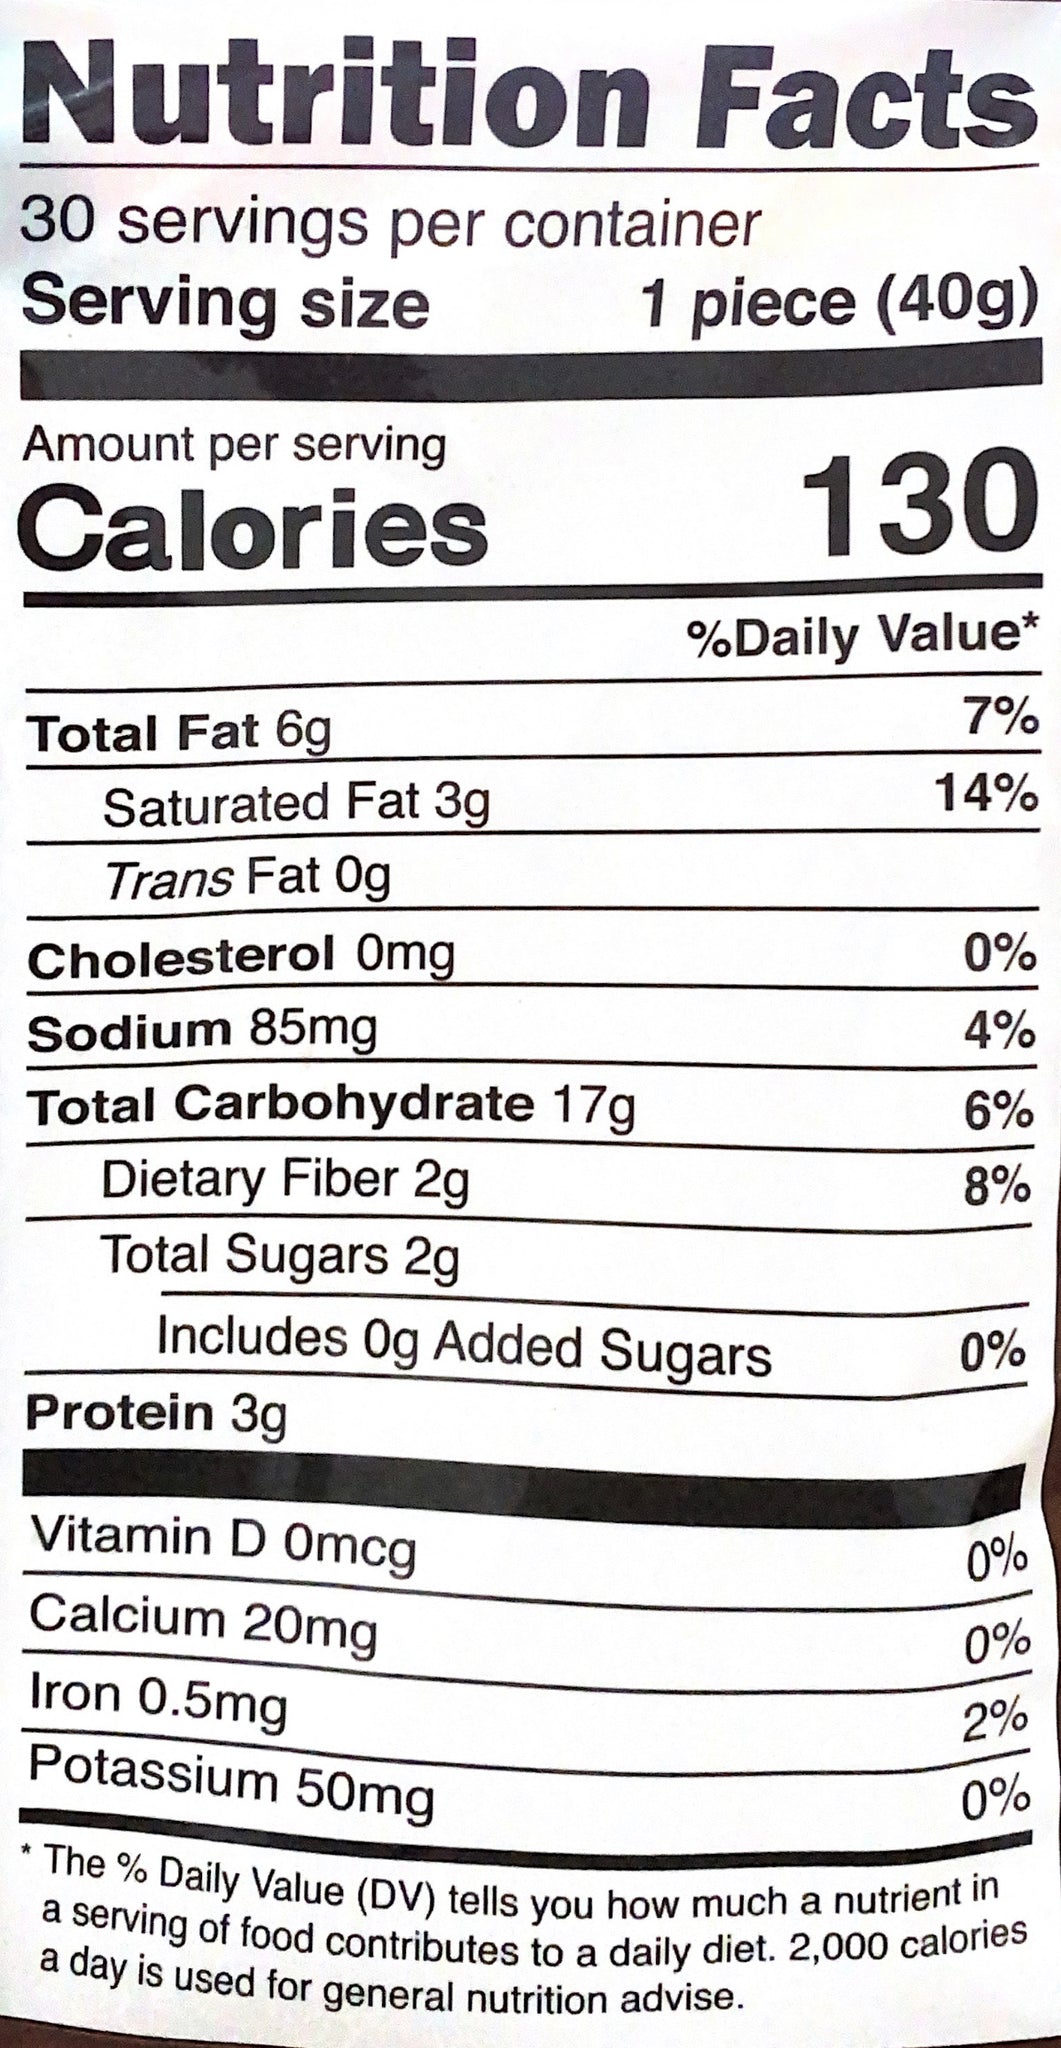 Nutrition Facts
30 servings per container
Serving size 1 piece (40g)
Amount per serving
Calories 130
%Daily Value*
Total Fat 6g 7%
Saturated Fat 3g 14%
Trans Fat 0g
Cholesterol 0mg 0%
Sodium 85mg 4%
Total Carbohydrate 17g 6%
Dietary Fiber 2g 8%
Total Sugars 2g
Includes 0g Added Sugars 0%
Protein 3g
Vitamin D 0mcg 0%
Calcium 20mg 0%
Iron 0.5mg 2%
Potassium 50mg 0%
* The % Daily Value (DV) tells you how much a nutrient in
a serving of food contributes to a daily diet. 2,000 calories
a day is used for general nutrition advise.